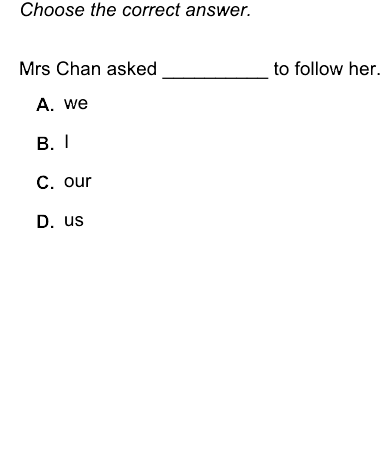 Choose the correct answer.
Mrs Chan asked __________ to follow her.
A. we
B. I
C. our
D. us